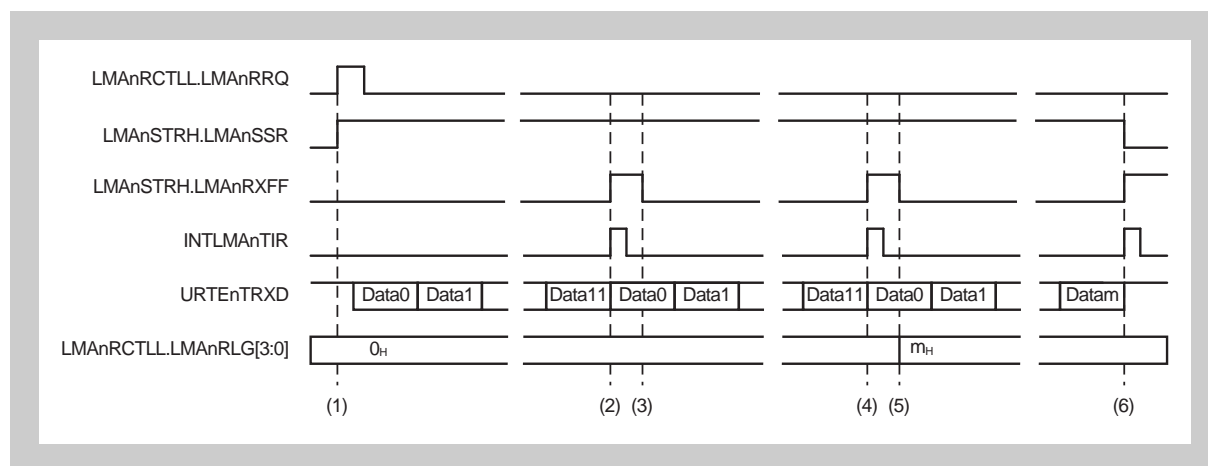 LMAnRCTLL.LMAnRRQ
LMAnSTRH.LMAnSSR
LMAnSTRH.LMAnRXFF
INTLMAnTIR
URTEnTRXD Data0 Data1 Data11 Data0 Data1 Data11 Data0 Data1 Datam
LMAnRCTLL.LMAnRLG[3:0] 0H mH
(1) (2) (3) (4) (5) (6)